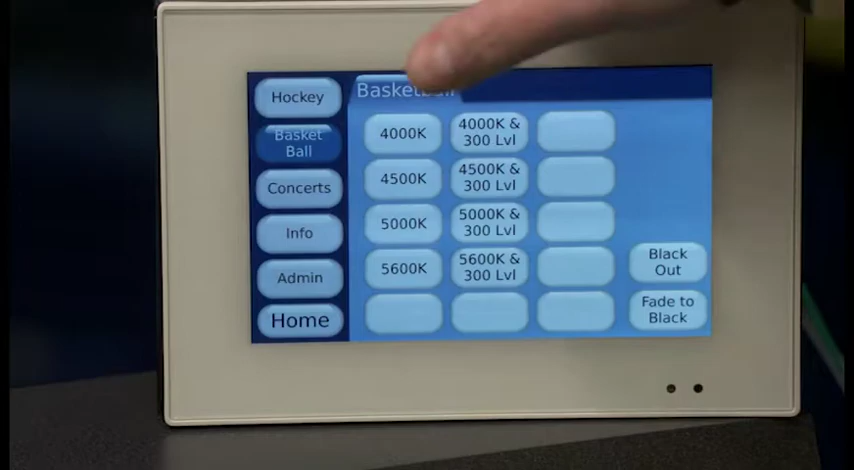 Hockey
Basket
Ball
Concerts
Info
Admin
Home
Basketball
4000K
4000K &
300 Lvl
4500K
4500K &
300 Lvl
5000K
5000K &
300 Lvl
5600K
5600K &
300 Lvl
Black
Out
Fade to
Black